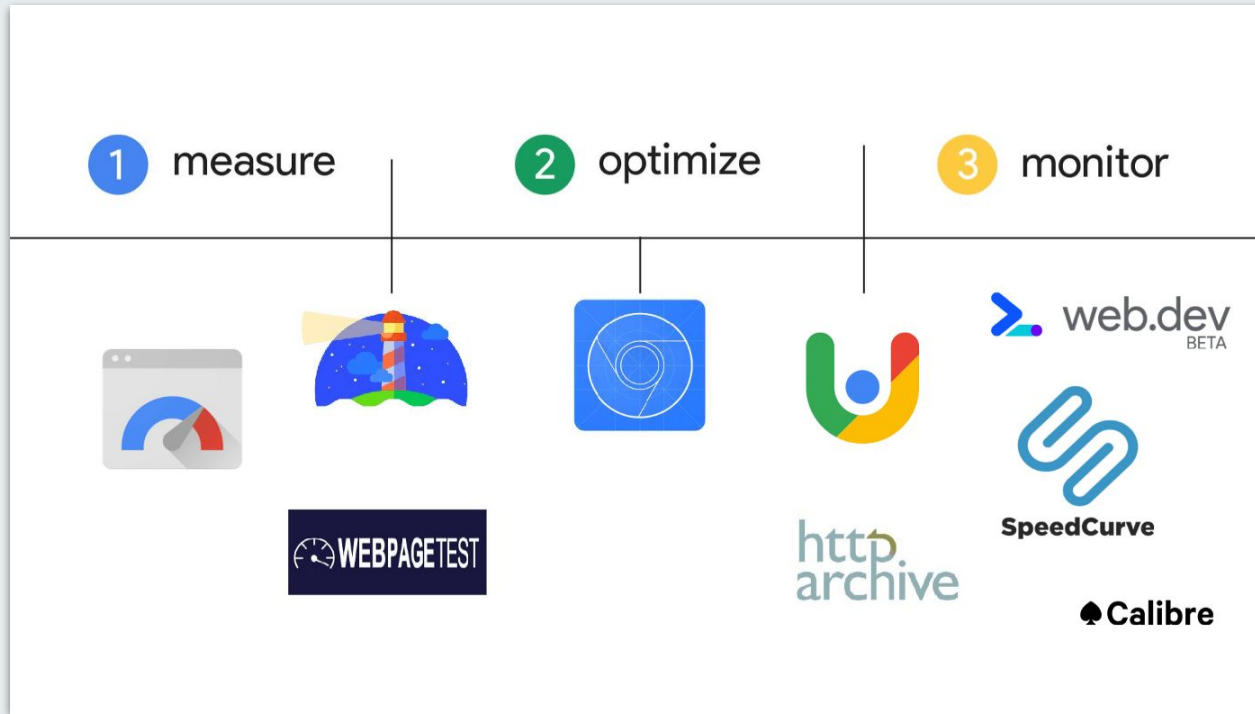 1 measure
2 optimize
3 monitor
web.dev
BETA
WEBPAGETEST
http
archive
SpeedCurve
Calibre